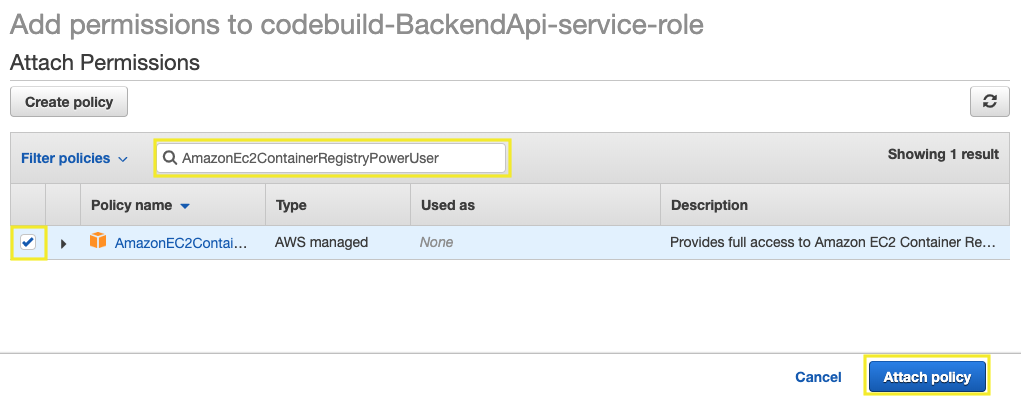 Add permissions to codebuild-BackendApi-service-role
Attach Permissions
Create policy
Filter policies
AmazonEc2ContainerRegistryPowerUser
Showing 1 result
Policy name Type Used as Description
AmazonEC2Contai... AWS managed None Provides full access to Amazon EC2 Container Re...
Cancel Attach policy